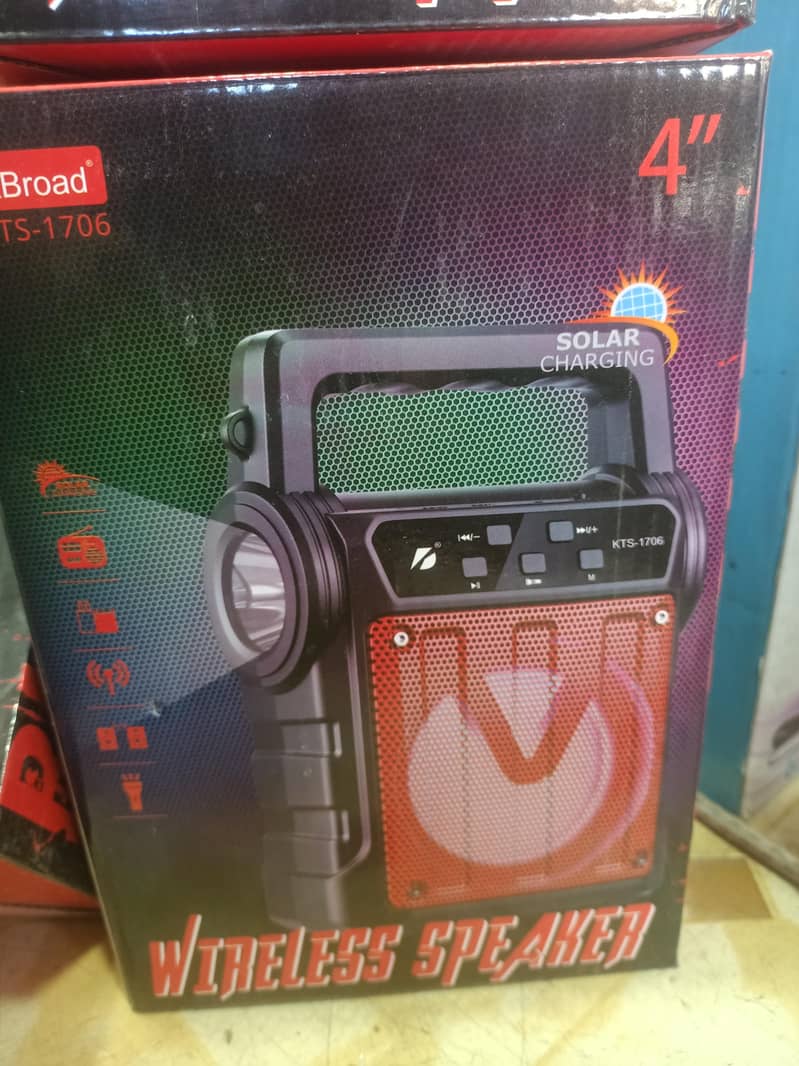 Broad®
TS-1706
4"
SOLAR
CHARGING
KTS-1706
M
WIRELESS SPEAKER